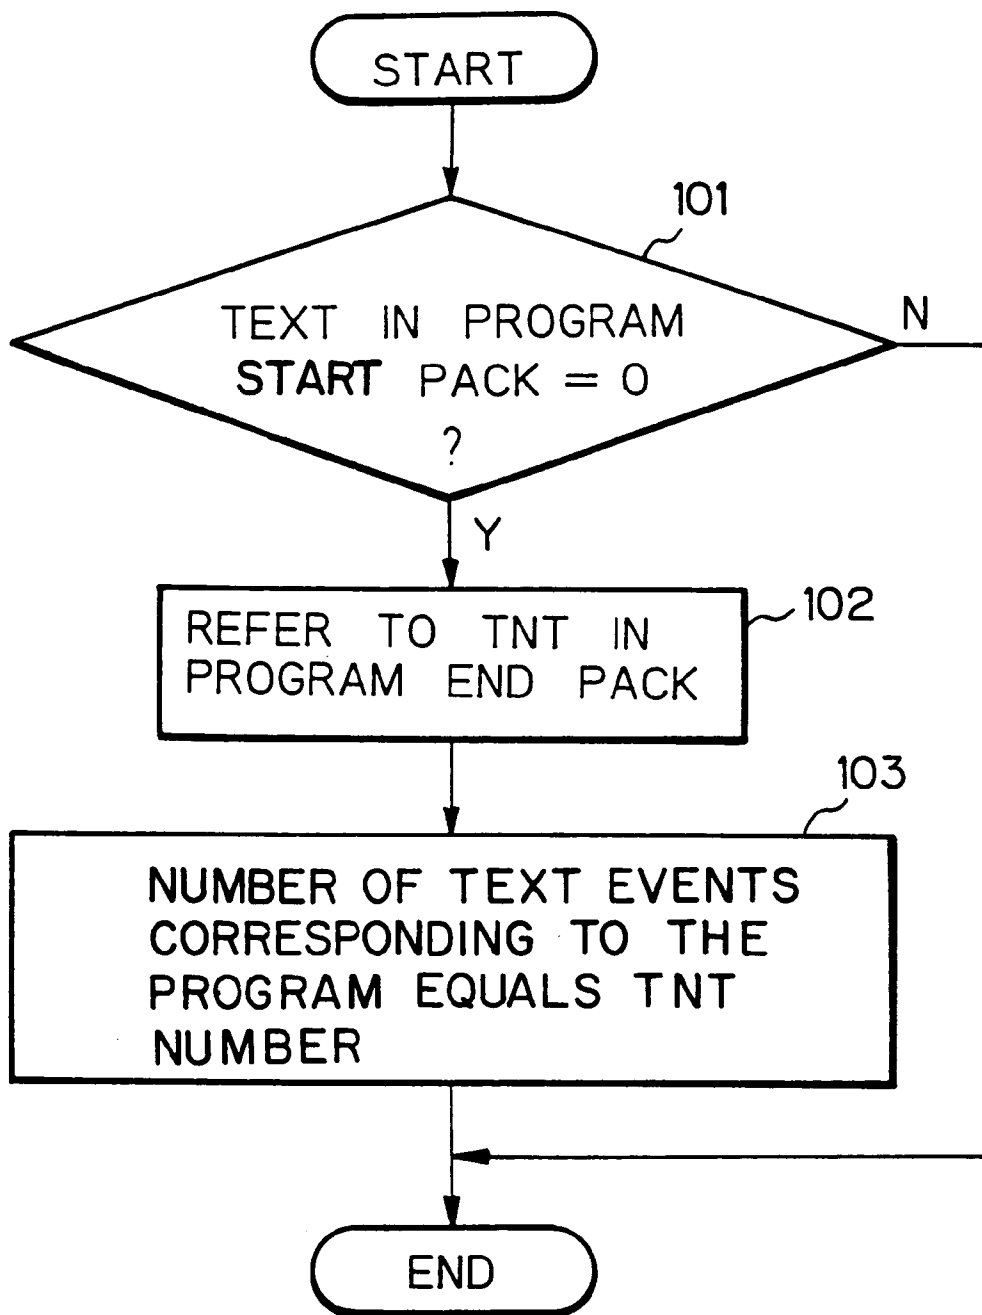 START
101
TEXT IN PROGRAM
START PACK = 0
?
N
Y
102
REFER TO TNT IN
PROGRAM END PACK
103
NUMBER OF TEXT EVENTS
CORRESPONDING TO THE
PROGRAM EQUALS TNT
NUMBER
END